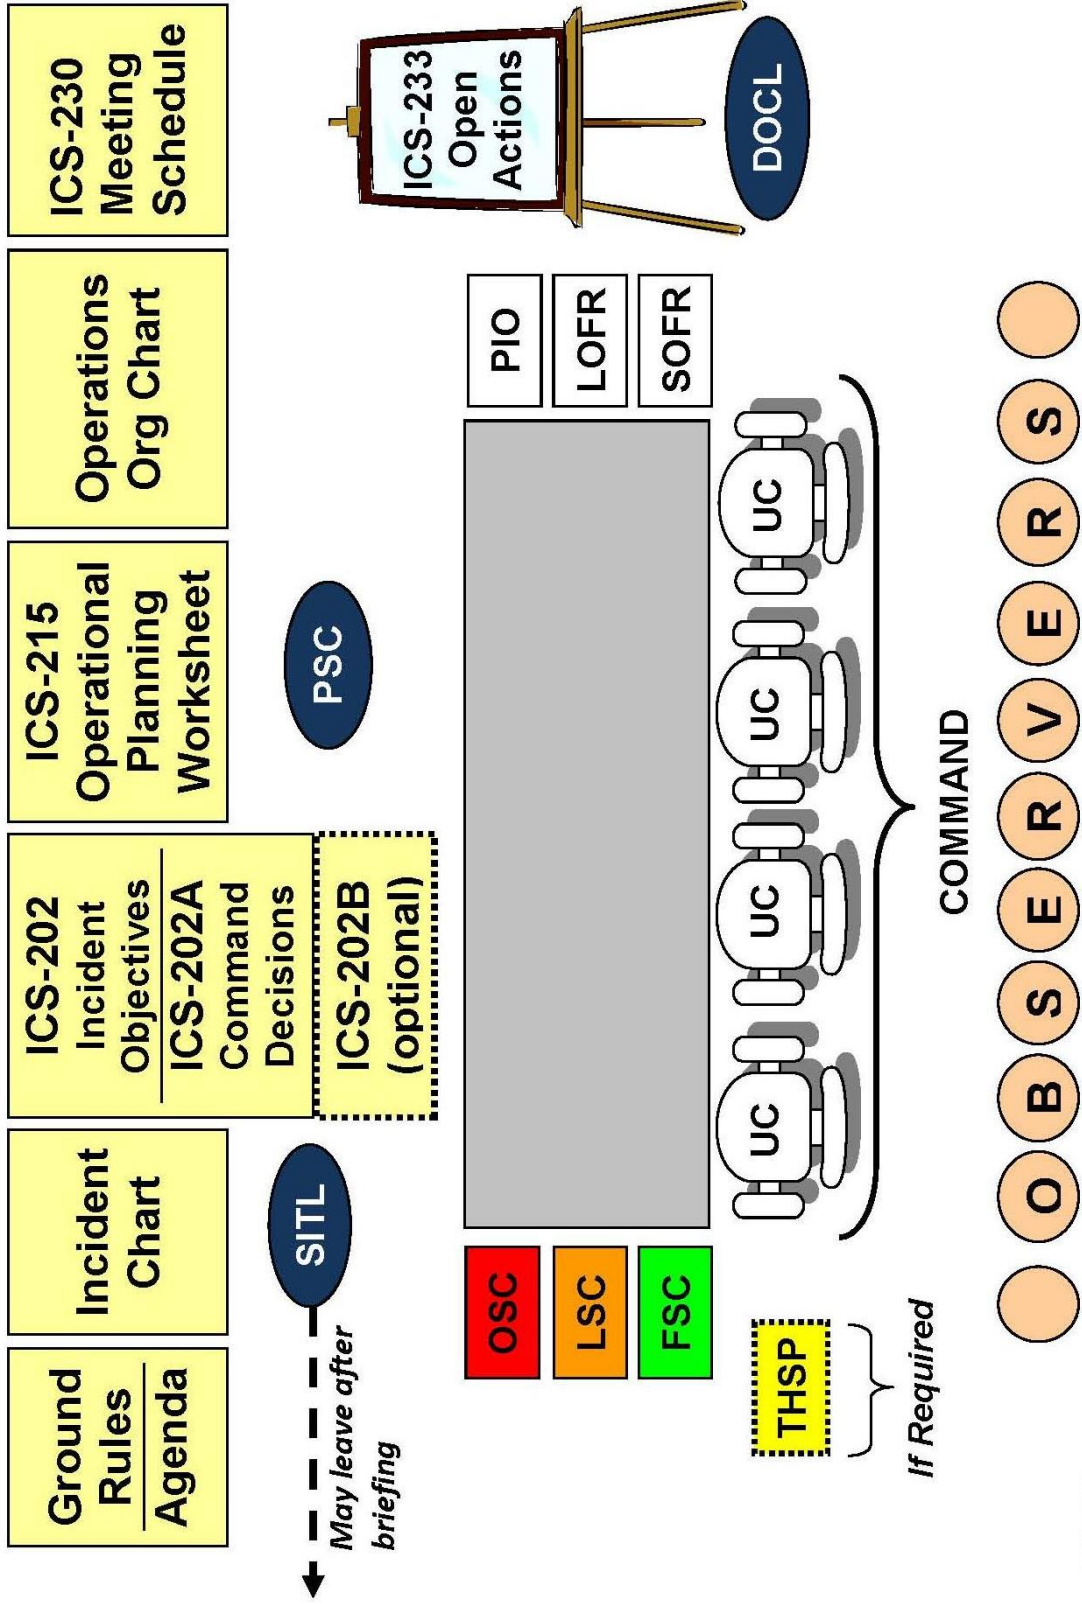 Ground
Rules
Agenda
Incident
Chart
ICS-202
Incident
Objectives
ICS-202A
Command
Decisions
ICS-202B
(optional)
ICS-215
Operational
Planning
Worksheet
Operations
Org Chart
ICS-230
Meeting
Schedule
SITL
May leave after
briefing
PSC
ICS-233
Open
Actions
DOCL
OSC
LSC
FSC
PIO
LOFR
SOFR
THSP
If Required
UC
UC
UC
UC
COMMAND
O B S E R V E R S